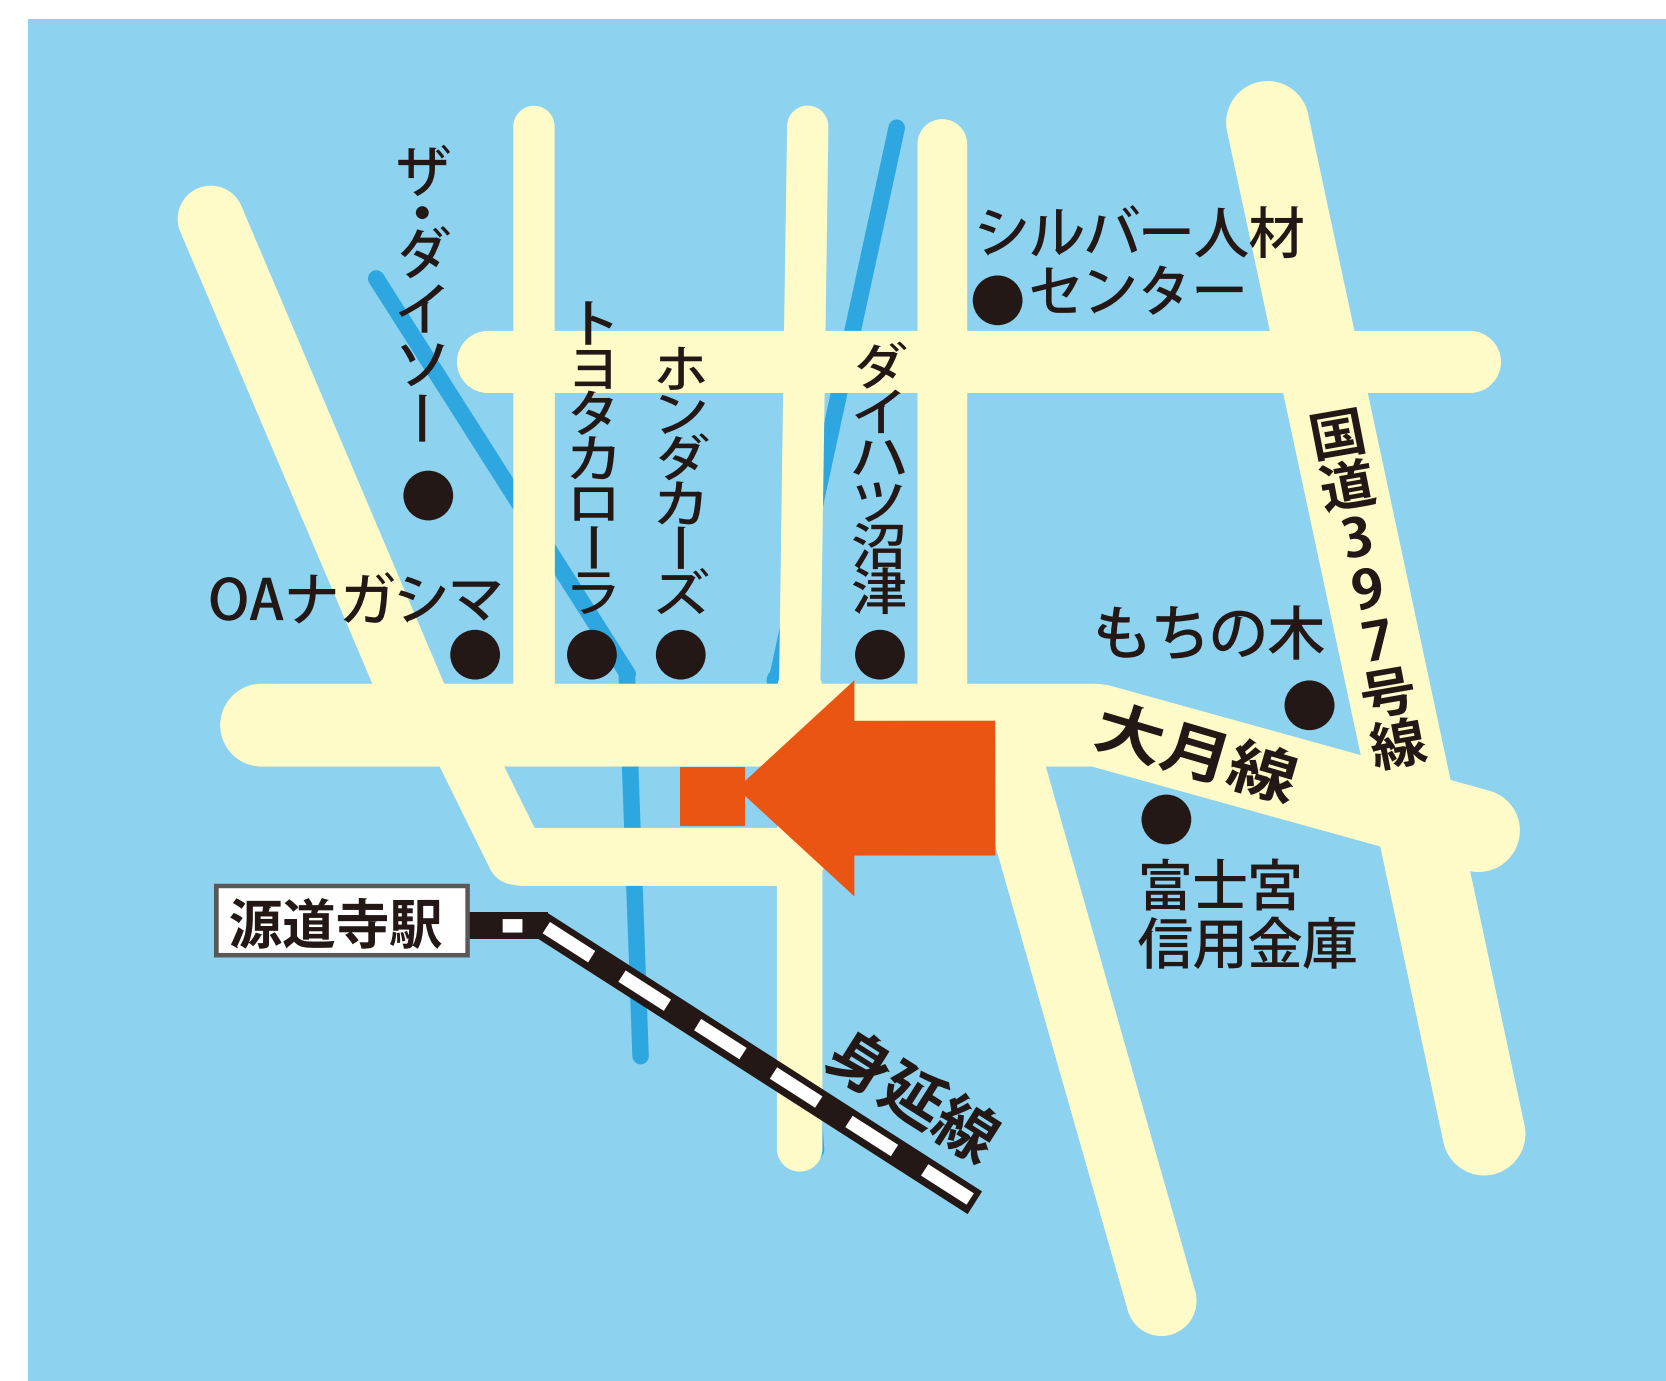 ザ・ダイソー
シルバー人材
センター
トヨタカローラ
ホンダカーズ
ダイハツ沼津
国道397号線
OAナガシマ
もちの木
大月線
富士宮
信用金庫
源道寺駅
身延線